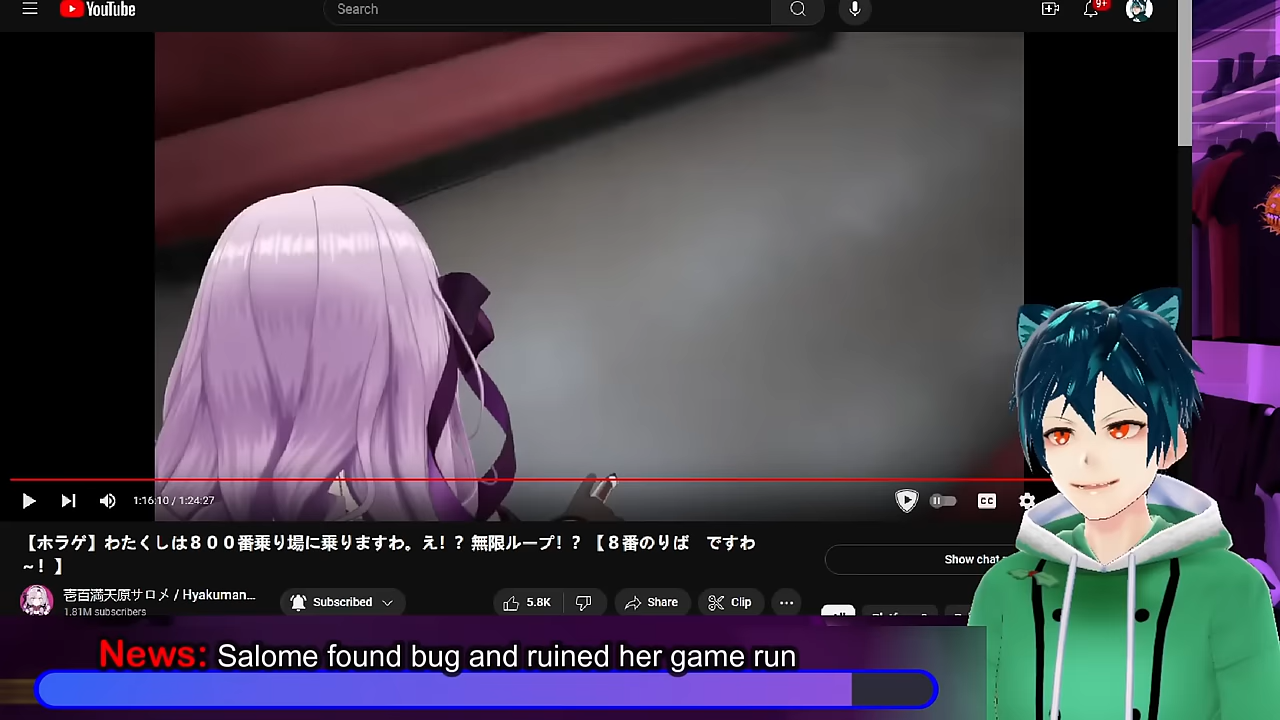 YouTube
Search
9+
1:16:10 / 1:24:27
CC
【ホラゲ】わたくしは８００番乗り場に乗りますわ。え！？無限ループ！？【８番のりば　ですわ
～！】
Show chat
壱百満天原サロメ / Hyakuman...
1.81M subscribers
Subscribed
5.8K
Share
Clip
News: Salome found bug and ruined her game run